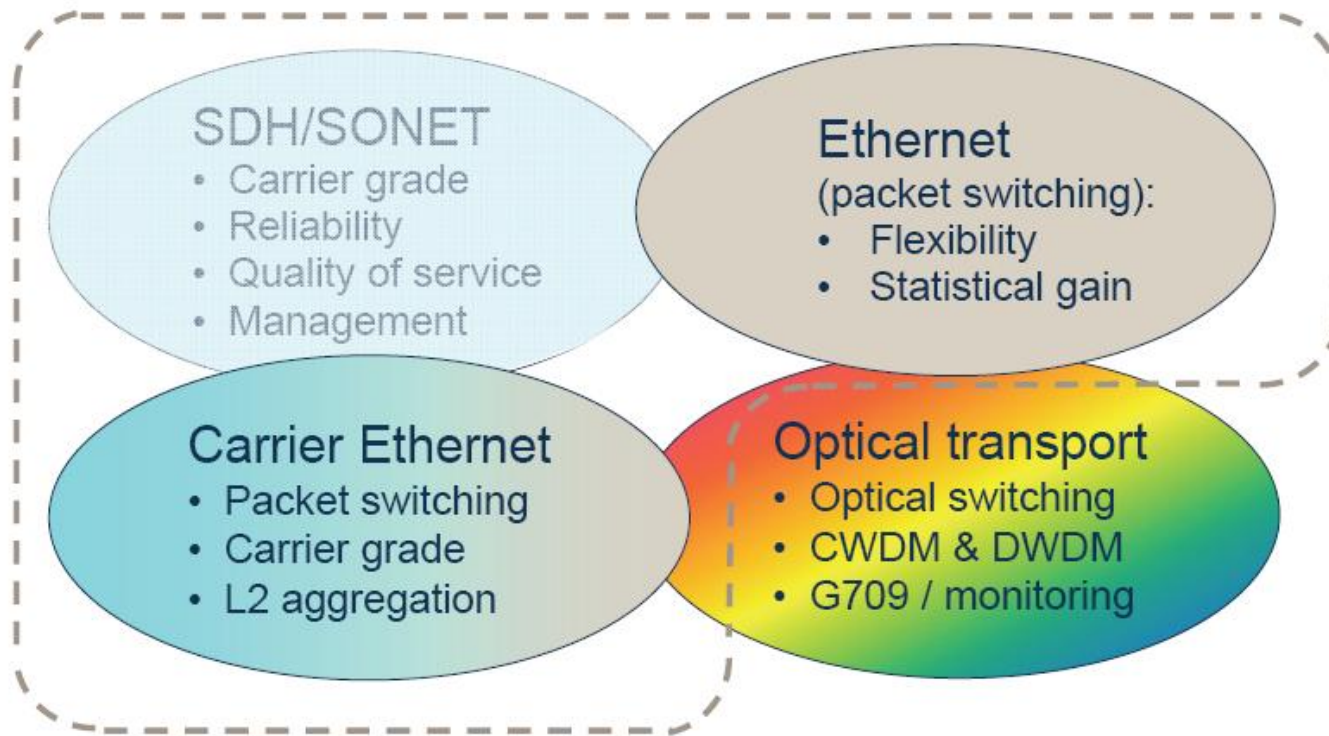 SDH/SONET
• Carrier grade
• Reliability
• Quality of service
• Management
Ethernet
(packet switching):
• Flexibility
• Statistical gain
Carrier Ethernet
• Packet switching
• Carrier grade
• L2 aggregation
Optical transport
• Optical switching
• CWDM & DWDM
• G709 / monitoring